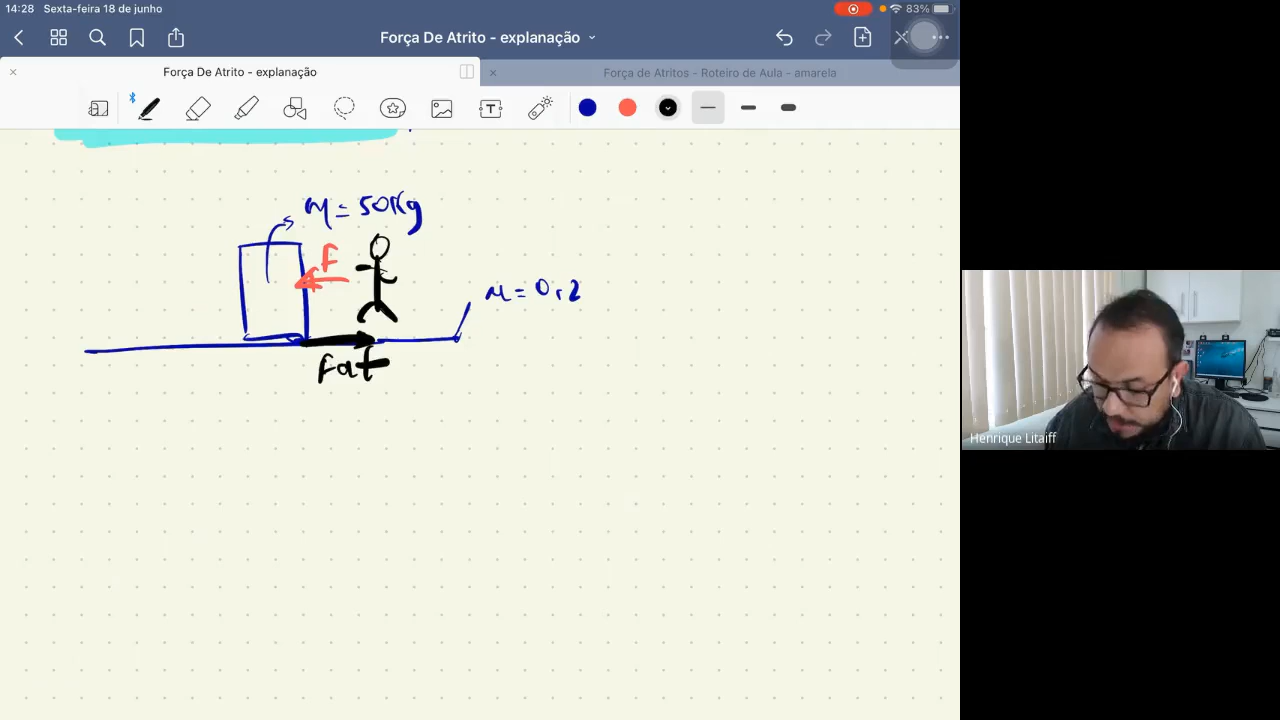 14:28 Sexta-feira 18 de junho 83%
Força De Atrito - explanação
Força De Atrito - explanação Força de Atritos - Roteiro de Aula - amarela
T
M = 50Kg
F
μ = 0,2
Fat
Henrique Litaiff